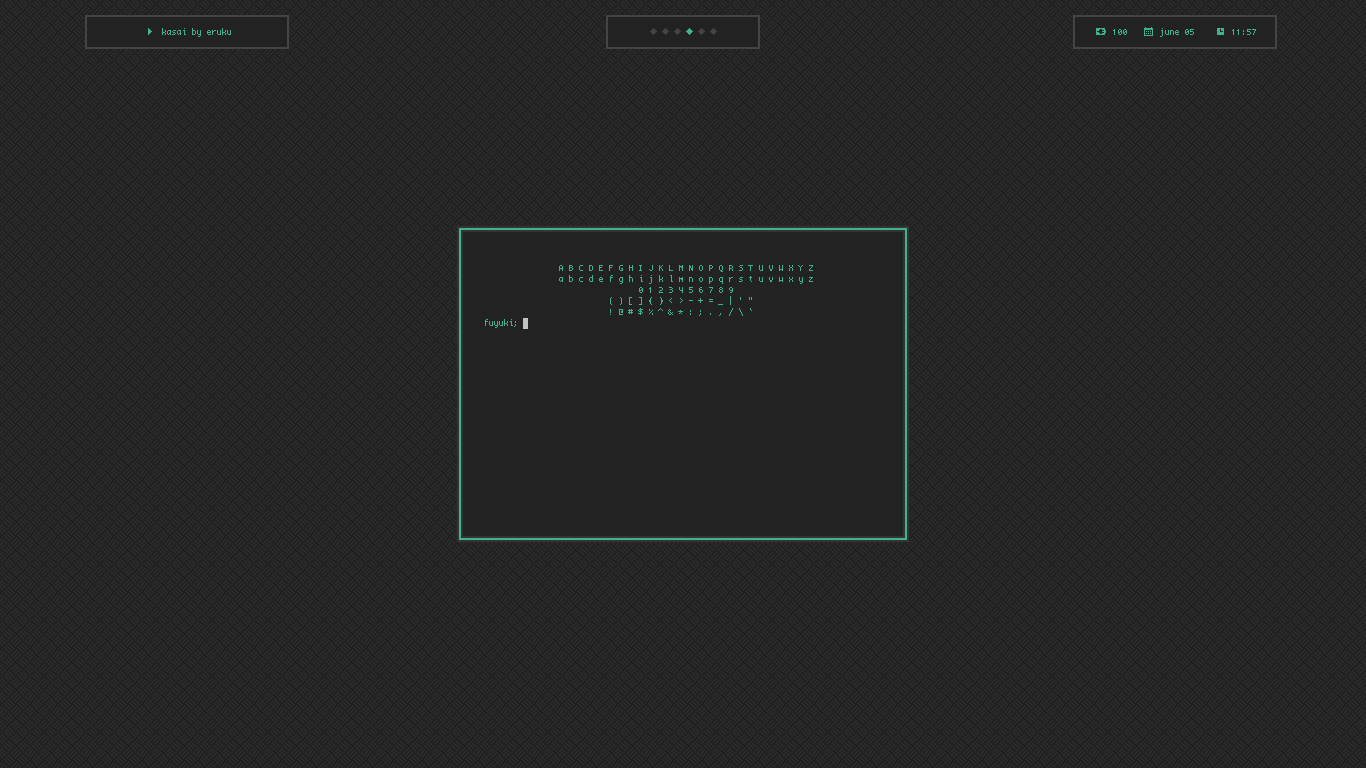 kasai by eruku
100 june 05 11:57
A B C D E F G H I J K L M N O P Q R S T U V W X Y Z
a b c d e f g h i j k l m n o p q r s t u v w x y z
0 1 2 3 4 5 6 7 8 9
( ) [ ] { } < > - + = _ | ' "
! @ # $ % ^ & * : ; . , / \ `
fuyuki;